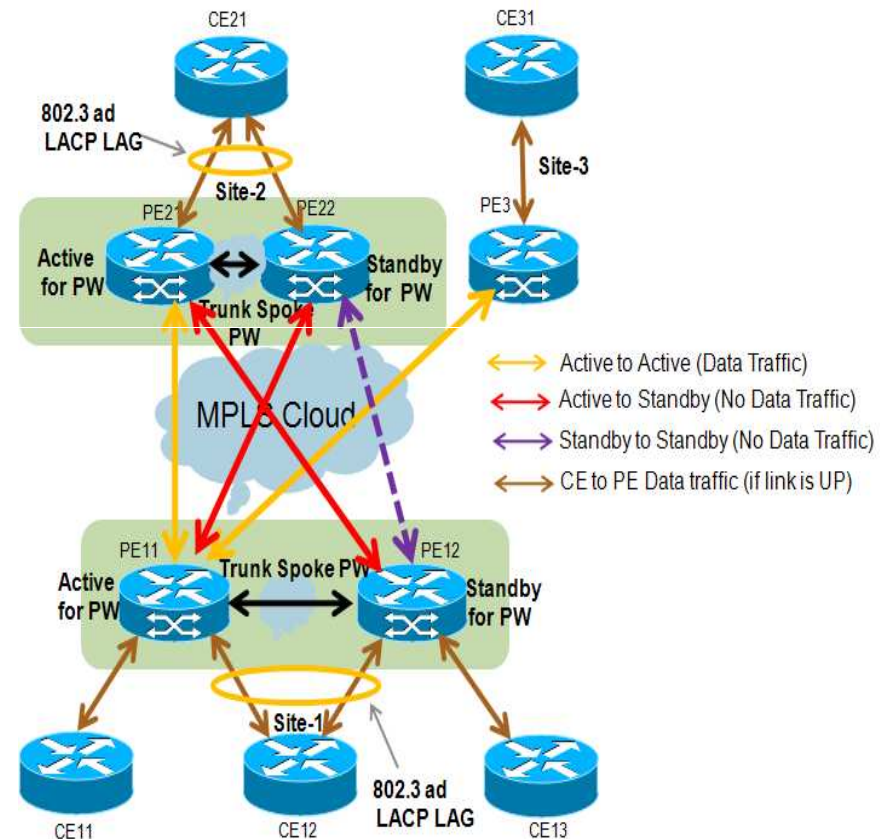 CE21
CE31
802.3 ad
LACP LAG
Site-2
Site-3
PE21
PE22
PE3
Active
for PW
Standby
for PW
Trunk Spoke
PW
MPLS Cloud
Active to Active (Data Traffic)
Active to Standby (No Data Traffic)
Standby to Standby (No Data Traffic)
CE to PE Data traffic (if link is UP)
PE11
Trunk Spoke PW
PE12
Active
for PW
Standby
for PW
Site-1
802.3 ad
LACP LAG
CE11
CE12
CE13